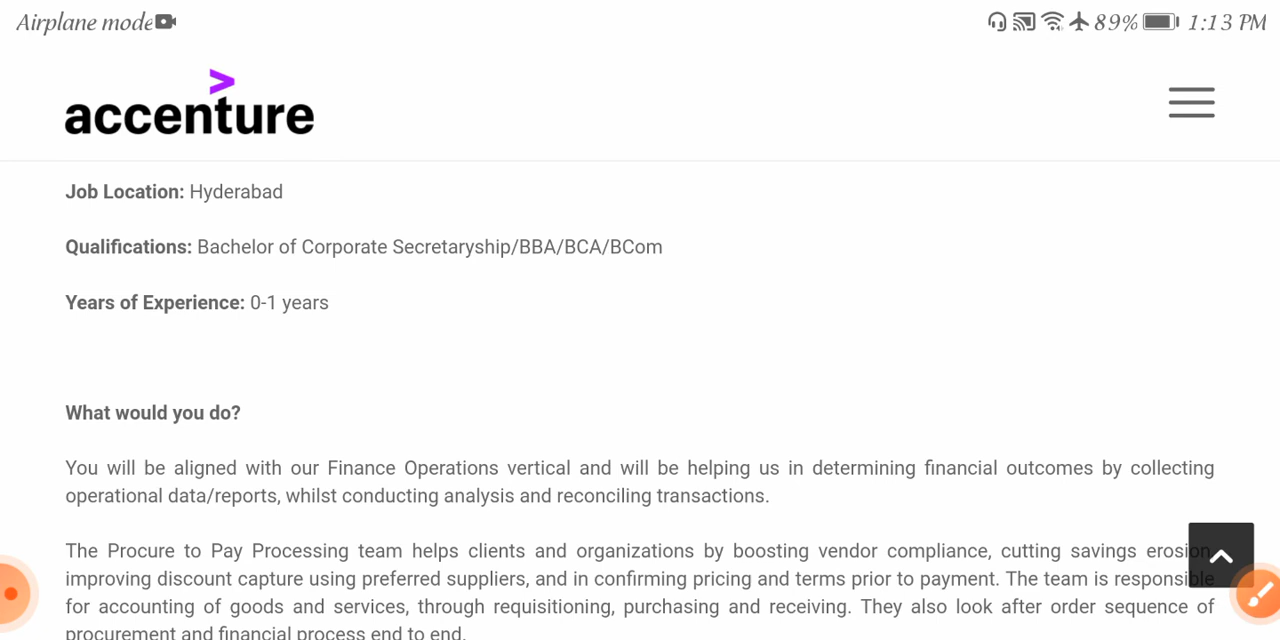 Airplane mode 89% 1:13 PM
accenture
Job Location: Hyderabad
Qualifications: Bachelor of Corporate Secretaryship/BBA/BCA/BCom
Years of Experience: 0-1 years
What would you do?
You will be aligned with our Finance Operations vertical and will be helping us in determining financial outcomes by collecting
operational data/reports, whilst conducting analysis and reconciling transactions.
The Procure to Pay Processing team helps clients and organizations by boosting vendor compliance, cutting savings erosion,
improving discount capture using preferred suppliers, and in confirming pricing and terms prior to payment. The team is responsible
for accounting of goods and services, through requisitioning, purchasing and receiving. They also look after order sequence of
procurement and financial process end to end.